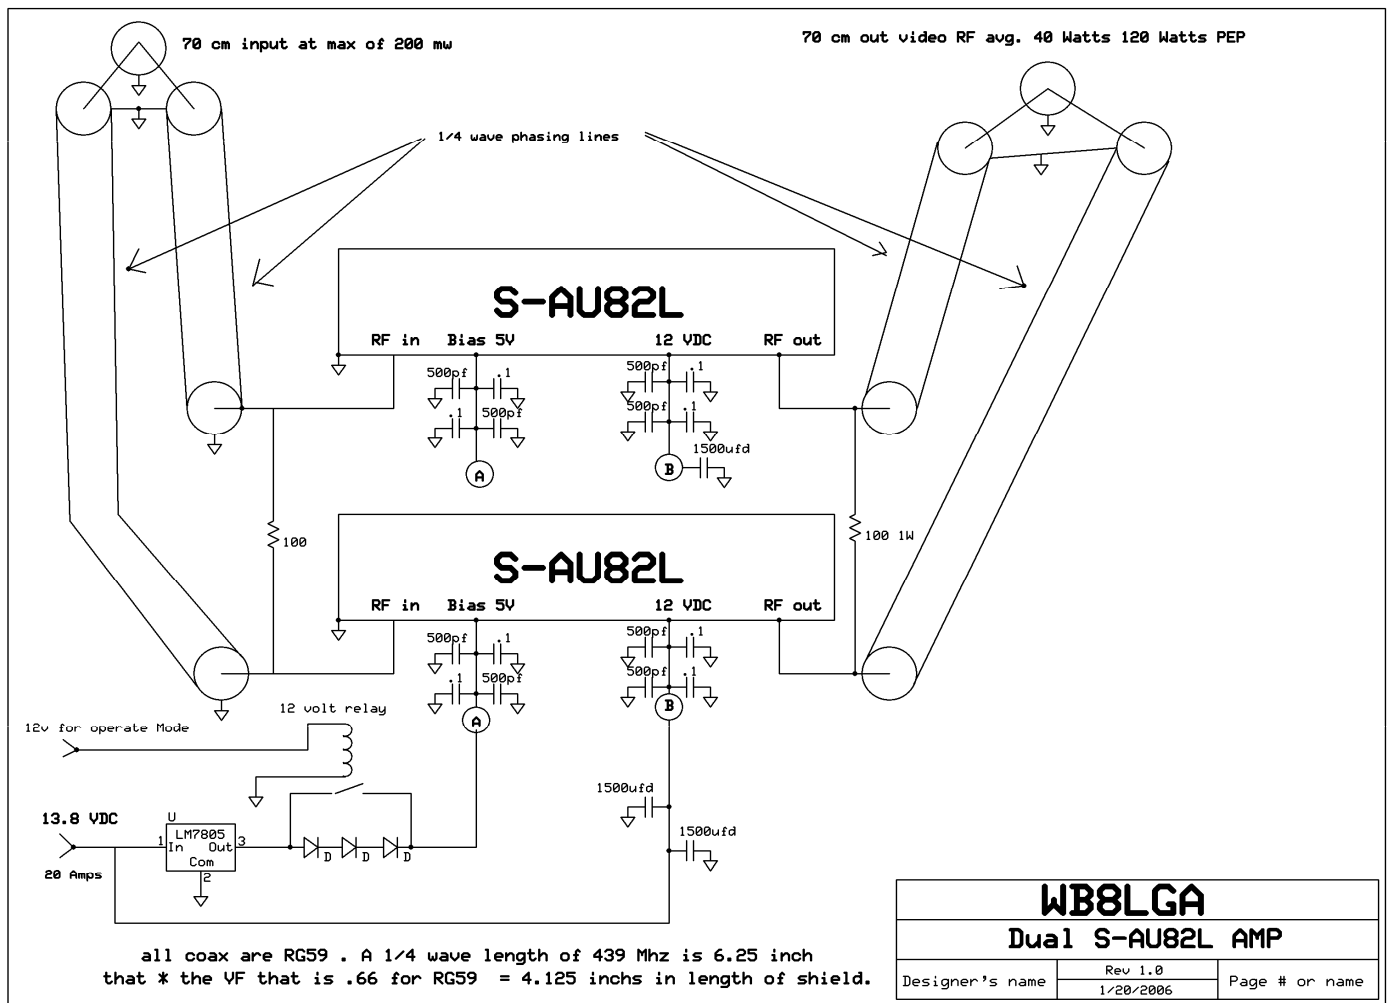 70 cm input at max of 200 mw
70 cm out video RF avg. 40 Watts 120 Watts PEP
1/4 wave phasing lines
S-AU82L
RF in
Bias 5V
12 VDC
RF out
500pf
.1
.1
500pf
A
500pf
.1
500pf
.1
B
1500ufd
100
100 1W
S-AU82L
RF in
Bias 5V
12 VDC
RF out
500pf
.1
.1
500pf
A
500pf
.1
500pf
.1
B
12v for operate Mode
12 volt relay
1500ufd
1500ufd
13.8 VDC
20 Amps
U
LM7805
1
In
Out
3
Com
2
D
D
D
all coax are RG59 . A 1/4 wave length of 439 Mhz is 6.25 inch
that * the VF that is .66 for RG59 = 4.125 inchs in length of shield.
WB8LGA
Dual S-AU82L AMP
Designer's name
Rev 1.0
1/20/2006
Page # or name